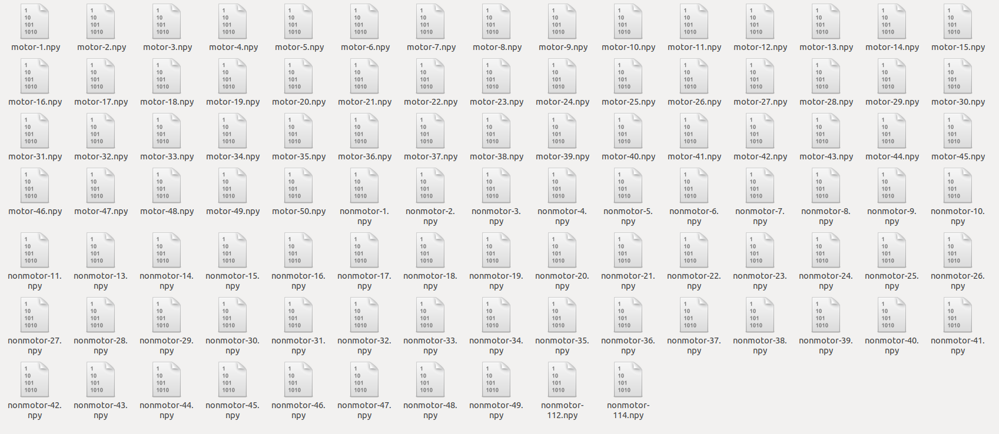 motor-1.npy motor-2.npy motor-3.npy motor-4.npy motor-5.npy motor-6.npy motor-7.npy motor-8.npy motor-9.npy motor-10.npy motor-11.npy motor-12.npy motor-13.npy motor-14.npy motor-15.npy
motor-16.npy motor-17.npy motor-18.npy motor-19.npy motor-20.npy motor-21.npy motor-22.npy motor-23.npy motor-24.npy motor-25.npy motor-26.npy motor-27.npy motor-28.npy motor-29.npy motor-30.npy
motor-31.npy motor-32.npy motor-33.npy motor-34.npy motor-35.npy motor-36.npy motor-37.npy motor-38.npy motor-39.npy motor-40.npy motor-41.npy motor-42.npy motor-43.npy motor-44.npy motor-45.npy
motor-46.npy motor-47.npy motor-48.npy motor-49.npy motor-50.npy nonmotor-1. nonmotor-2. nonmotor-3. nonmotor-4. nonmotor-5. nonmotor-6. nonmotor-7. nonmotor-8. nonmotor-9. nonmotor-10.
npy npy npy npy npy npy npy npy npy npy
nonmotor-11. nonmotor-13. nonmotor-14. nonmotor-15. nonmotor-16. nonmotor-17. nonmotor-18. nonmotor-19. nonmotor-20. nonmotor-21. nonmotor-22. nonmotor-23. nonmotor-24. nonmotor-25. nonmotor-26.
npy npy npy npy npy npy npy npy npy npy npy npy npy npy npy
nonmotor-27. nonmotor-28. nonmotor-29. nonmotor-30. nonmotor-31. nonmotor-32. nonmotor-33. nonmotor-34. nonmotor-35. nonmotor-36. nonmotor-37. nonmotor-38. nonmotor-39. nonmotor-40. nonmotor-41.
npy npy npy npy npy npy npy npy npy npy npy npy npy npy npy
nonmotor-42. nonmotor-43. nonmotor-44. nonmotor-45. nonmotor-46. nonmotor-47. nonmotor-48. nonmotor-49. nonmotor- nonmotor-
npy npy npy npy npy npy npy npy 112.npy 114.npy